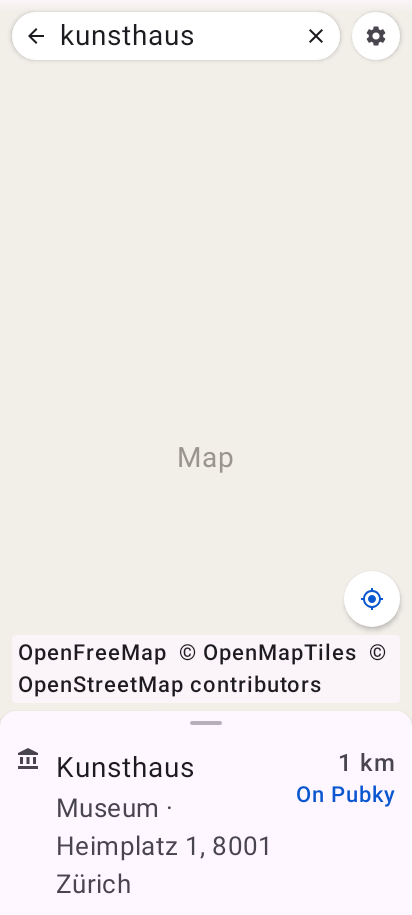 kunsthaus
Map
OpenFreeMap © OpenMapTiles ©
OpenStreetMap contributors
Kunsthaus
1 km
On Pubky
Museum ·
Heimplatz 1, 8001
Zürich